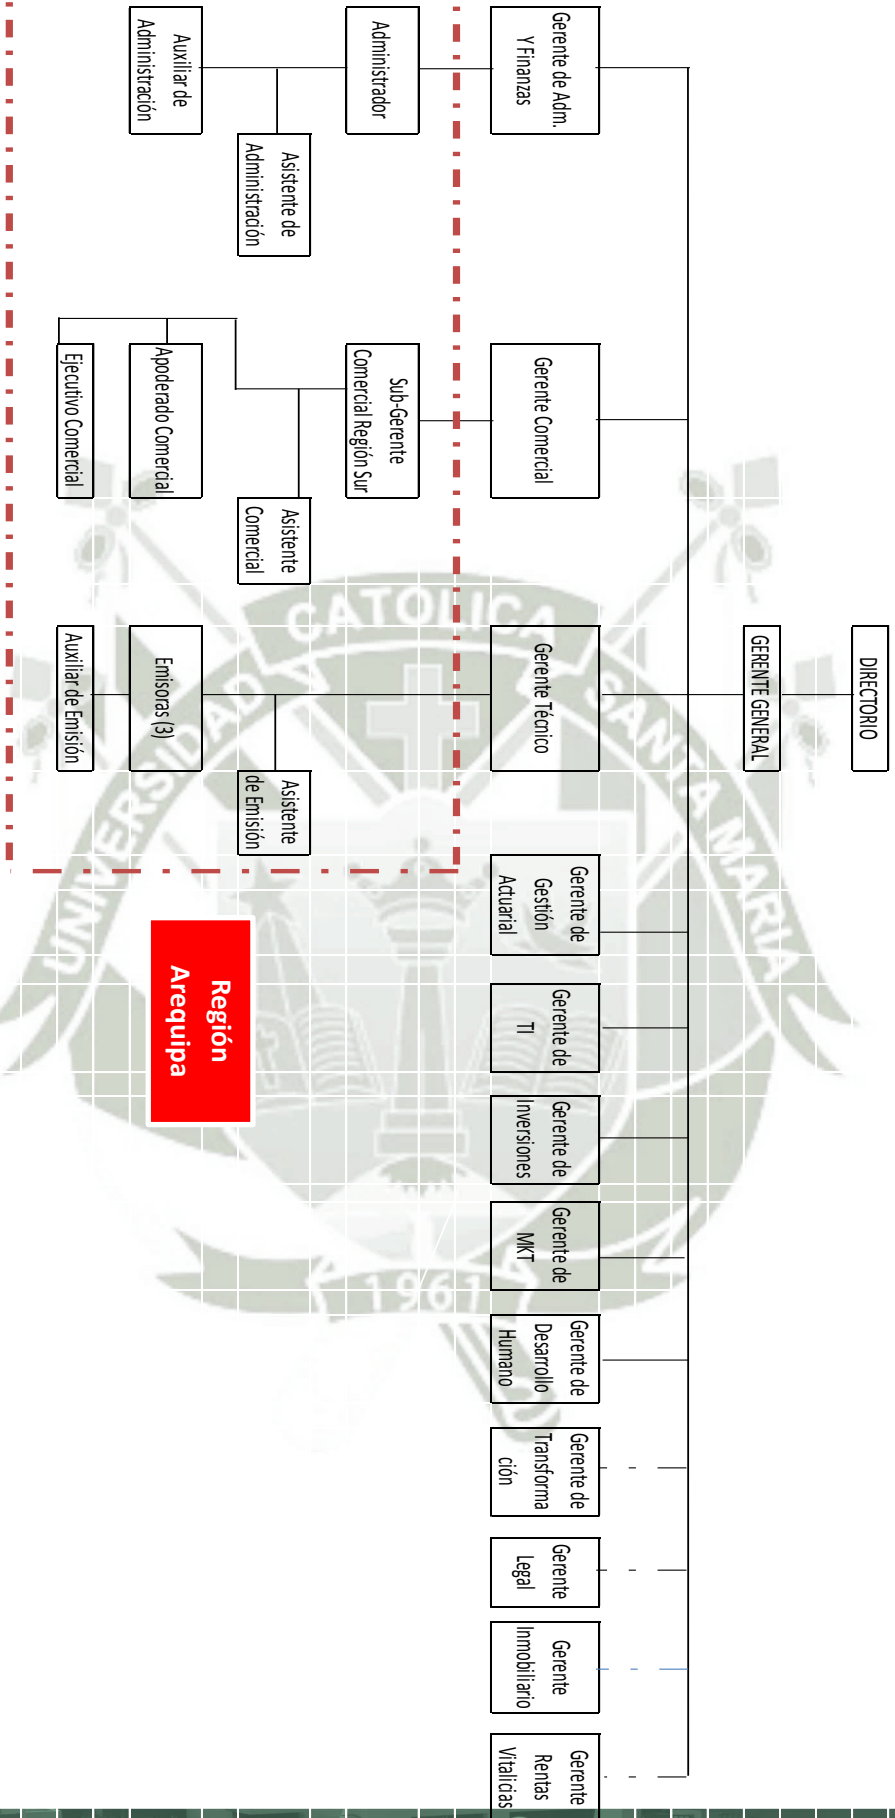 DIRECTORIO
GERENTE GENERAL
Gerente de Adm.
Y Finanzas
Gerente Comercial
Gerente Técnico
Gerente de
Gestión
Actuarial
Gerente de
TI
Gerente de
Inversiones
Gerente de
MKT
Gerente de
Desarrollo
Humano
Gerente de
Transforma
ción
Gerente
Legal
Gerente
Inmobiliario
Gerente
Rentas
Vitalicias
Administrador
Sub-Gerente
Comercial Región Sur
Asistente de
Administración
Asistente
Comercial
Asistente
de Emisión
Auxiliar de
Administración
Apoderado Comercial
Emisoras (3)
Ejecutivo Comercial
Auxiliar de Emisión
Región
Arequipa
UNIVERSIDAD CATOLICA SANTA MARIA
1961